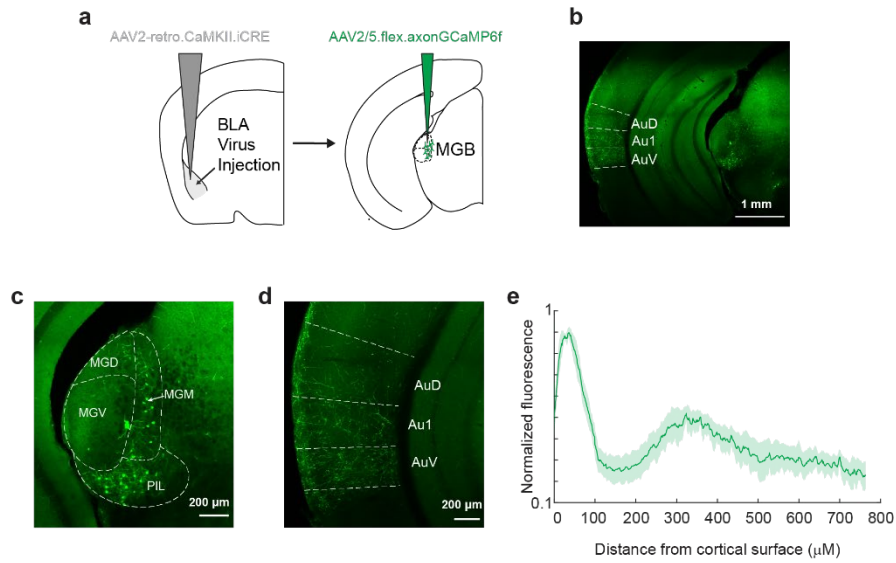 a
AAV2-retro.CaMKII.iCRE
AAV2/5.flex.axonGCaMP6f
BLA
Virus
Injection
MGB
b
AuD
Au1
AuV
1 mm
c
MGD
MGM
MGV
PIL
200 µm
d
AuD
Au1
AuV
200 µm
e
Normalized fluorescence
1
0.1
0 100 200 300 400 500 600 700 800
Distance from cortical surface (µM)